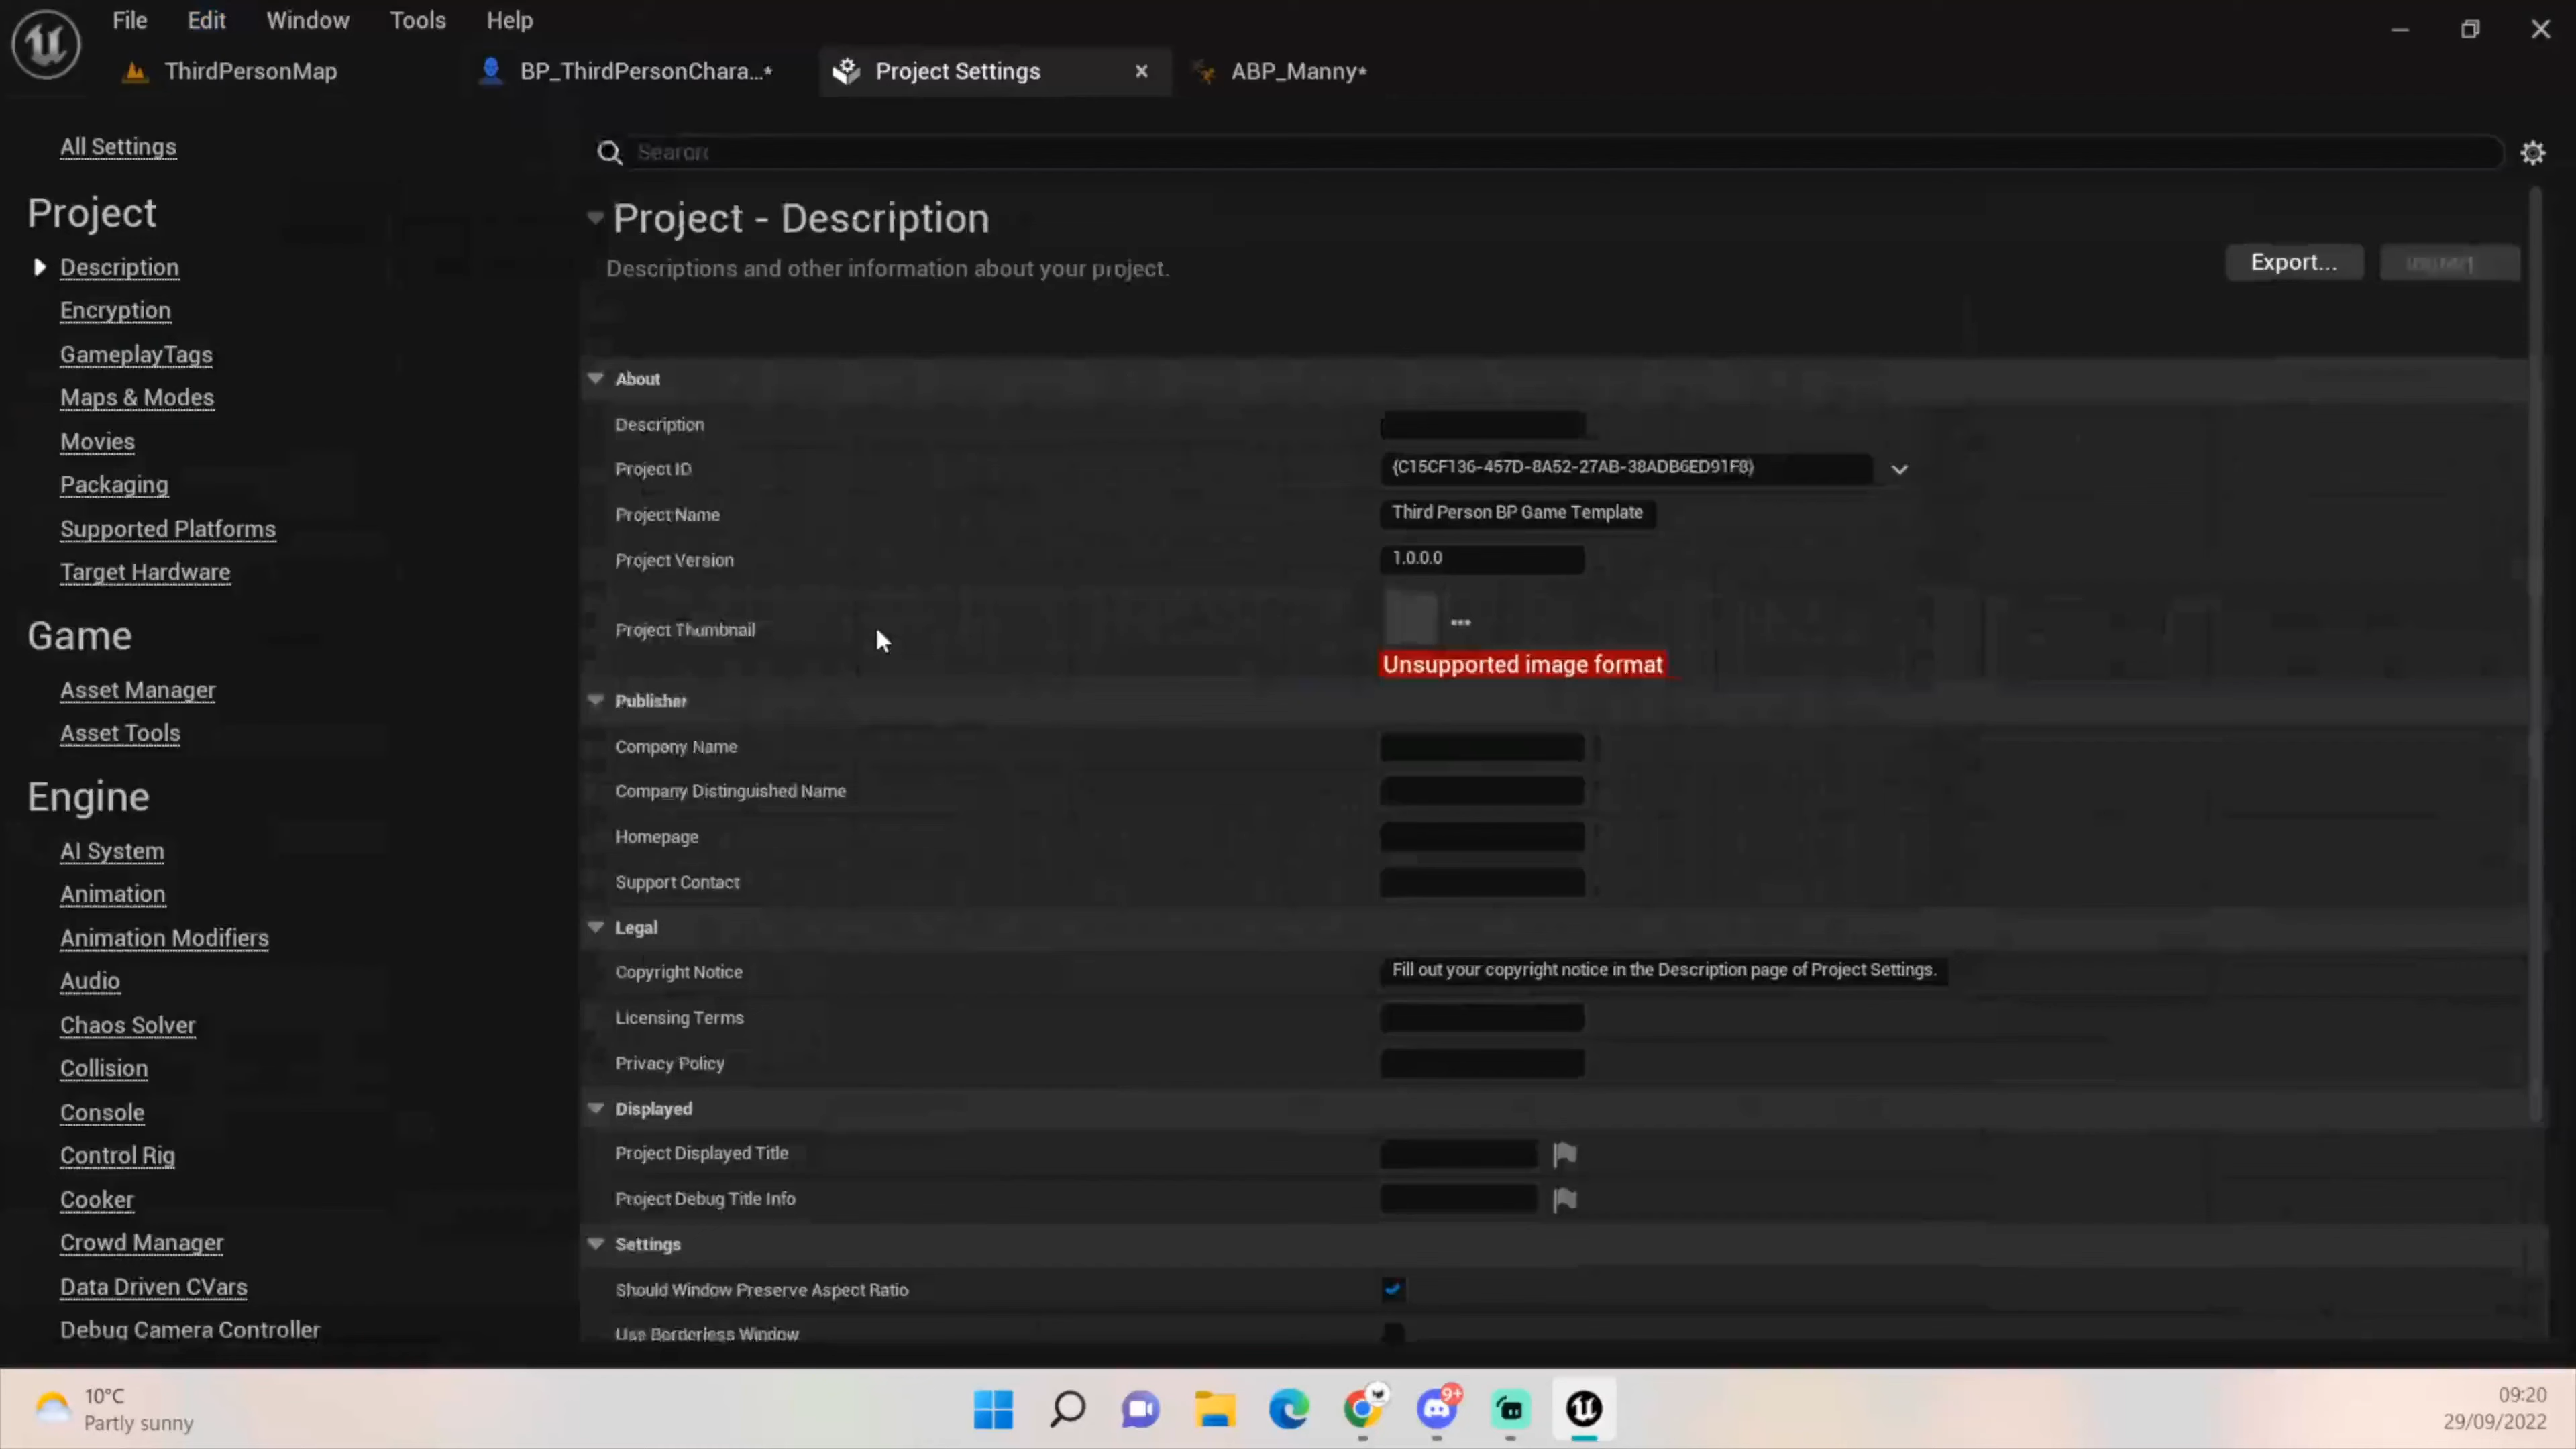 File Edit Window Tools Help
ThirdPersonMap
BP_ThirdPersonChara...*
Project Settings
ABP_Manny*
All Settings
Project
Description
Encryption
GameplayTags
Maps & Modes
Movies
Packaging
Supported Platforms
Target Hardware
Game
Asset Manager
Asset Tools
Engine
AI System
Animation
Animation Modifiers
Audio
Chaos Solver
Collision
Console
Control Rig
Cooker
Crowd Manager
Data Driven CVars
Debug Camera Controller
Project - Description
Descriptions and other information about your project.
Export...
About
Description
Project ID {C15CF136-457D-8A52-27AB-38ADB6ED91F8}
Project Name Third Person BP Game Template
Project Version 1.0.0.0
Project Thumbnail
Unsupported image format
Publisher
Company Name
Company Distinguished Name
Homepage
Support Contact
Legal
Copyright Notice Fill out your copyright notice in the Description page of Project Settings.
Licensing Terms
Privacy Policy
Displayed
Project Displayed Title
Project Debug Title Info
Settings
Should Window Preserve Aspect Ratio
Use Borderless Window
10°C
Partly sunny
9+
09:20
29/09/2022